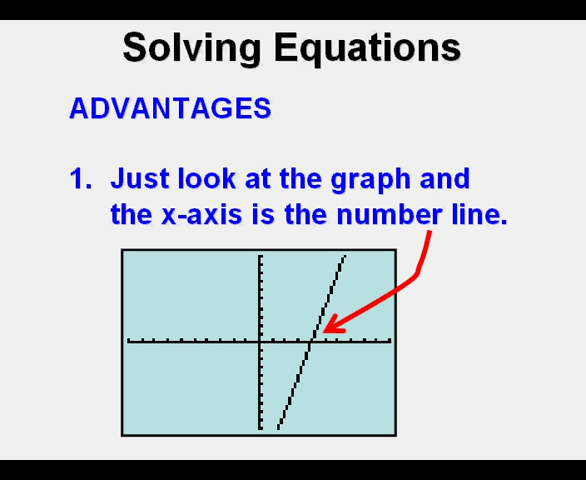 Solving Equations
ADVANTAGES
1. Just look at the graph and
the x-axis is the number line.